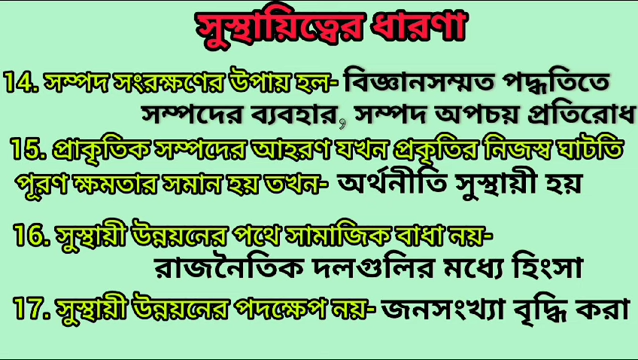 সুস্থায়িত্বের ধারণা
14. সম্পদ সংরক্ষণের উপায় হল- বিজ্ঞানসম্মত পদ্ধতিতে
সম্পদের ব্যবহার, সম্পদ অপচয় প্রতিরোধ
15. প্রাকৃতিক সম্পদের আহরণ যখন প্রকৃতির নিজস্ব ঘাটতি
পূরণ ক্ষমতার সমান হয় তখন- অর্থনীতি সুস্থায়ী হয়
16. সুস্থায়ী উন্নয়নের পথে সামাজিক বাধা নয়-
রাজনৈতিক দলগুলির মধ্যে হিংসা
17. সুস্থায়ী উন্নয়নের পদক্ষেপ নয়- জনসংখ্যা বৃদ্ধি করা